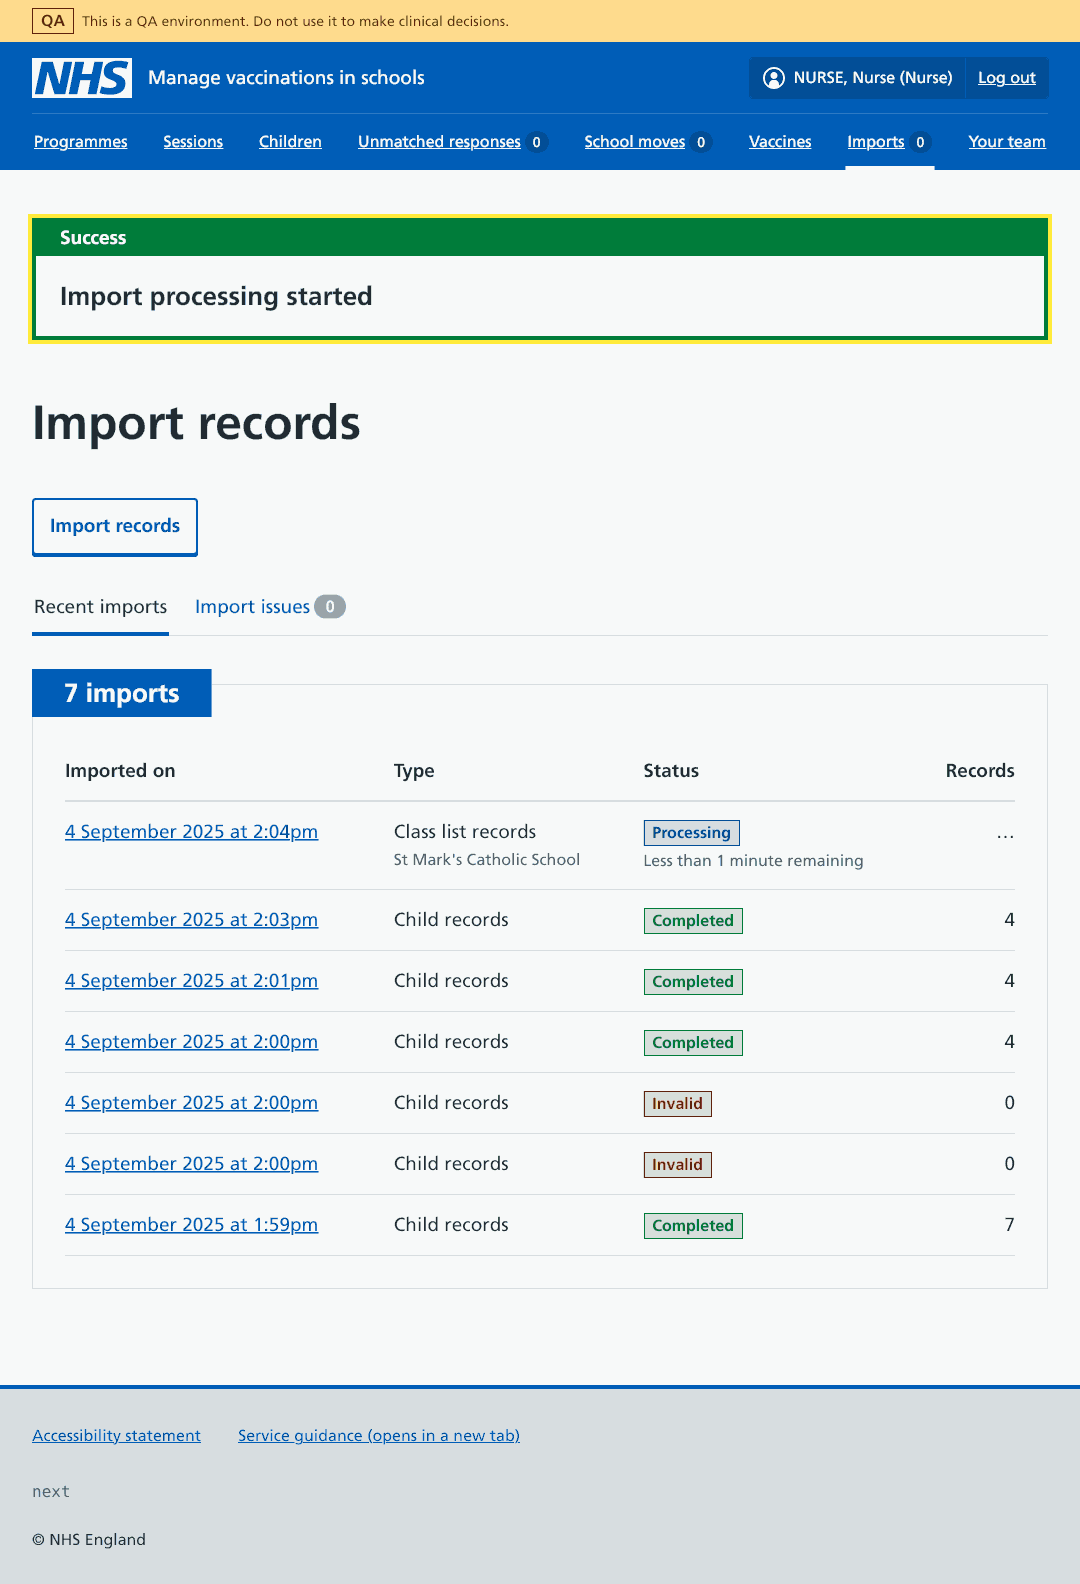 QA This is a QA environment. Do not use it to make clinical decisions.
NHS Manage vaccinations in schools NURSE, Nurse (Nurse) Log out
Programmes Sessions Children Unmatched responses 0 School moves 0 Vaccines Imports 0 Your team
Success
Import processing started
Import records
Import records
Recent imports Import issues 0
7 imports
Imported on Type Status Records
4 September 2025 at 2:04pm Class list records Processing ...
St Mark's Catholic School Less than 1 minute remaining
4 September 2025 at 2:03pm Child records Completed 4
4 September 2025 at 2:01pm Child records Completed 4
4 September 2025 at 2:00pm Child records Completed 4
4 September 2025 at 2:00pm Child records Invalid 0
4 September 2025 at 2:00pm Child records Invalid 0
4 September 2025 at 1:59pm Child records Completed 7
Accessibility statement Service guidance (opens in a new tab)
next
© NHS England